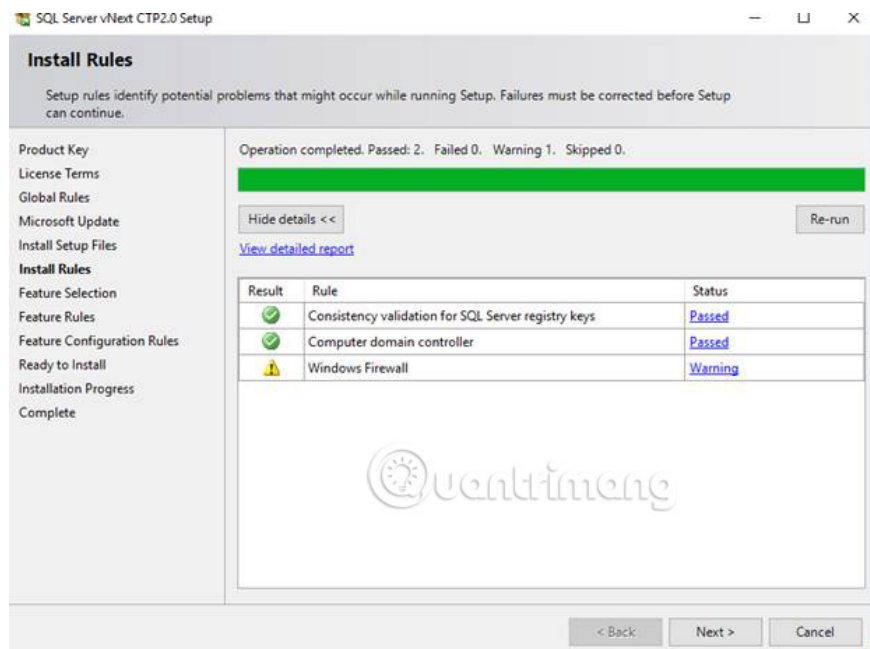 SQL Server vNext CTP2.0 Setup
Install Rules
Setup rules identify potential problems that might occur while running Setup. Failures must be corrected before Setup
can continue.
Product Key
License Terms
Global Rules
Microsoft Update
Install Setup Files
Install Rules
Feature Selection
Feature Rules
Feature Configuration Rules
Ready to Install
Installation Progress
Complete
Operation completed. Passed: 2. Failed 0. Warning 1. Skipped 0.
Hide details <<
Re-run
View detailed report
Result Rule Status
Consistency validation for SQL Server registry keys Passed
Computer domain controller Passed
Windows Firewall Warning
Quantrimang
< Back Next > Cancel